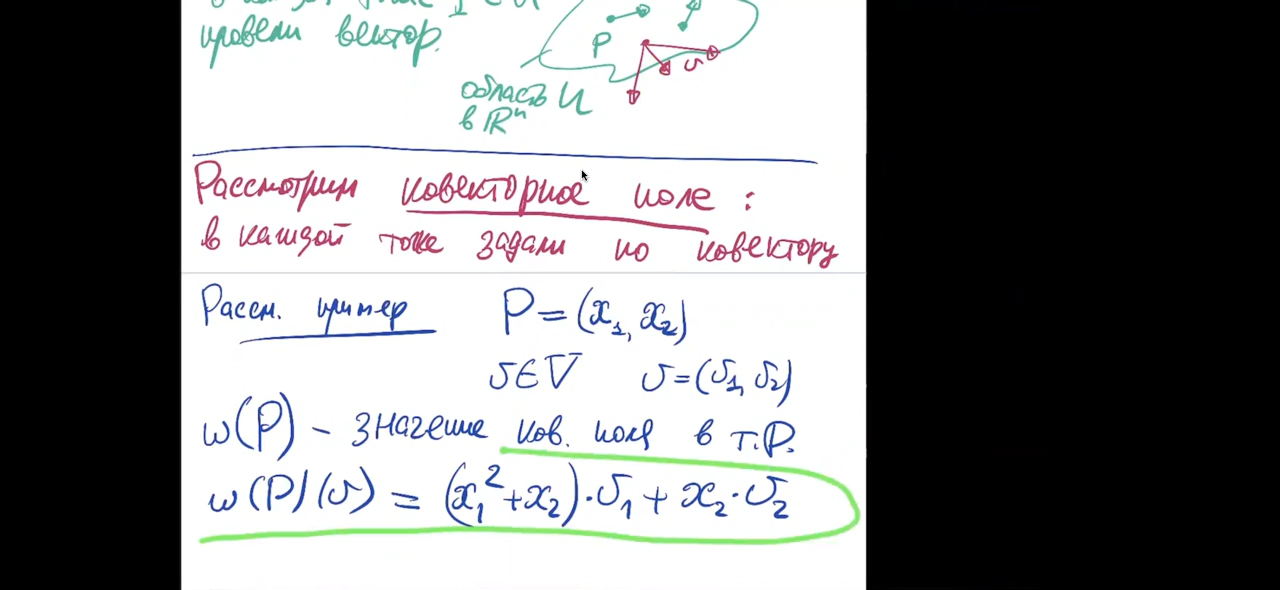 провели вектор.
P
v
область U
в ℝⁿ
Рассмотрим ковекторное поле :
в каждой точке задали по ковектору
Рассм. пример P = (x₁, x₂)
v ∈ V v = (v₁, v₂)
ω(P) – значение ков. поля в т.P.
ω(P)(v) = (x₁² + x₂)·v₁ + x₂·v₂